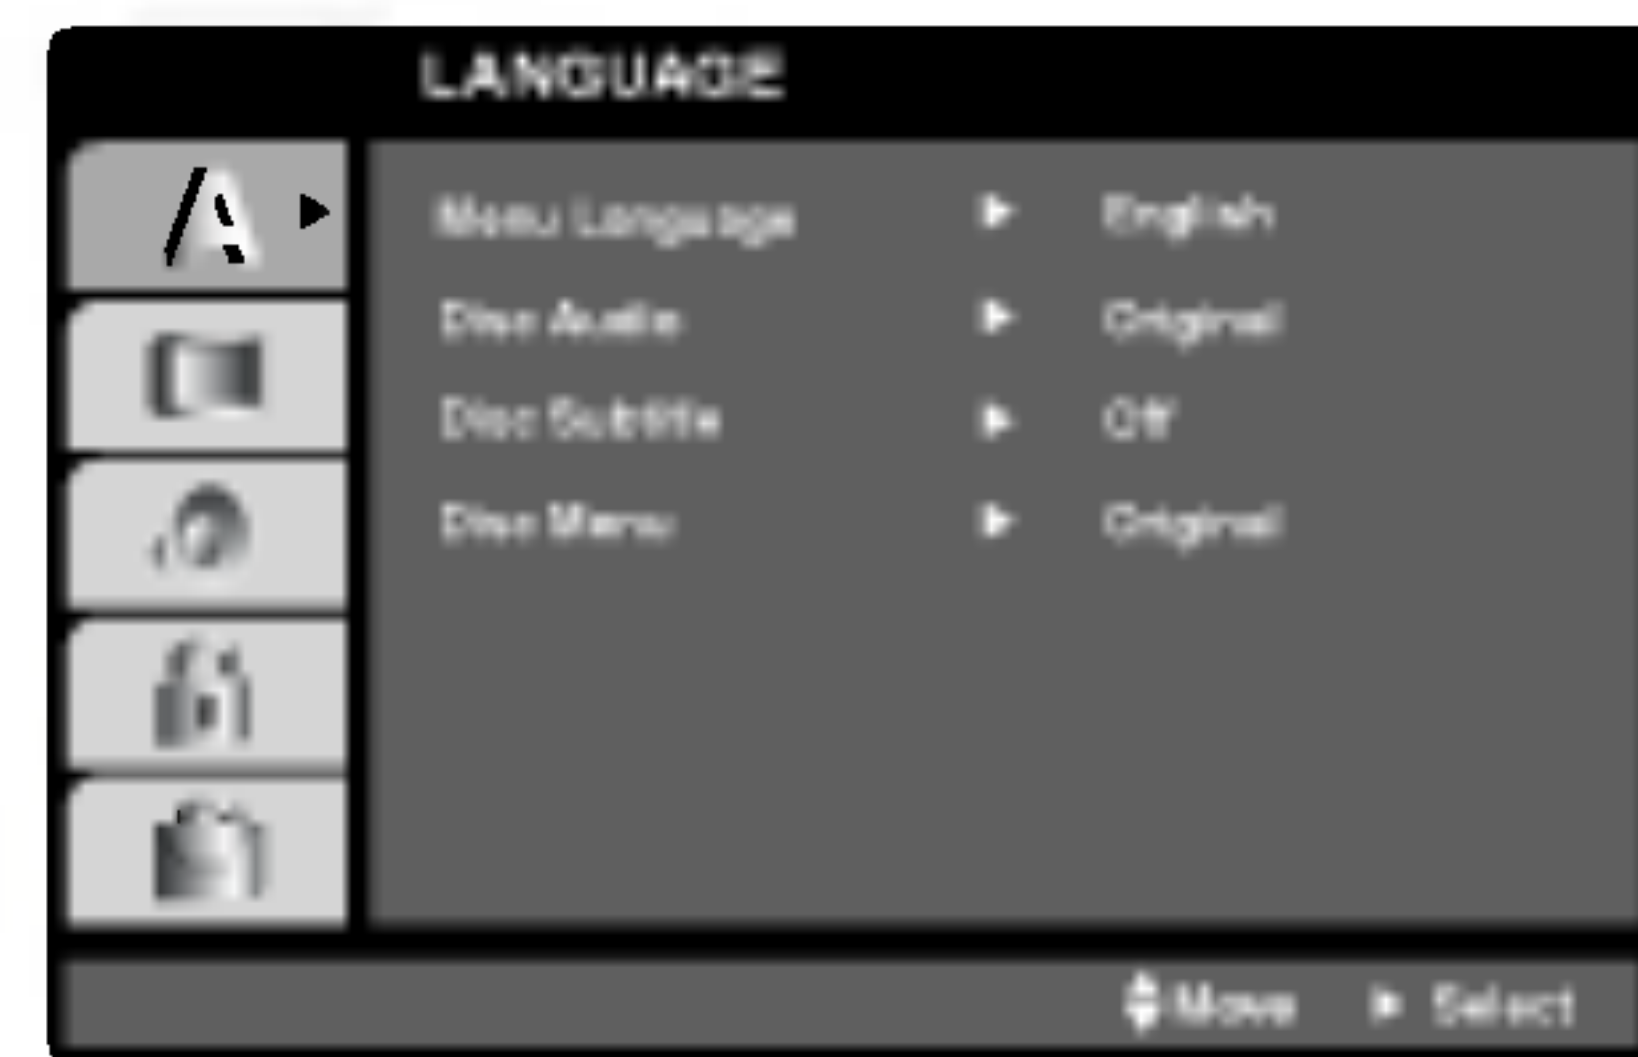 LANGUAGE
Menu Language ► English
Disc Audio ► Original
Disc Subtitle ► Off
Disc Menu ► Original
Move ► Select